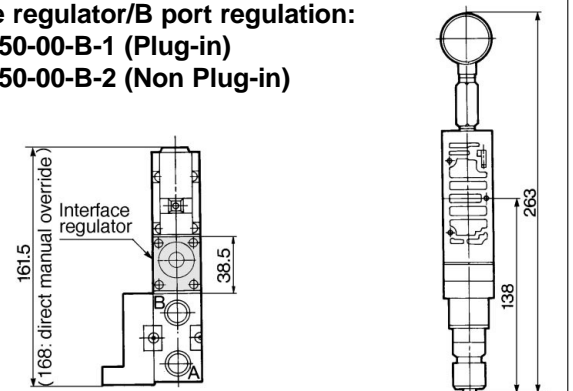 e regulator/B port regulation:
50-00-B-1 (Plug-in)
50-00-B-2 (Non Plug-in)
161.5
(168: direct manual override)
Interface
regulator
38.5
B
A
263
138